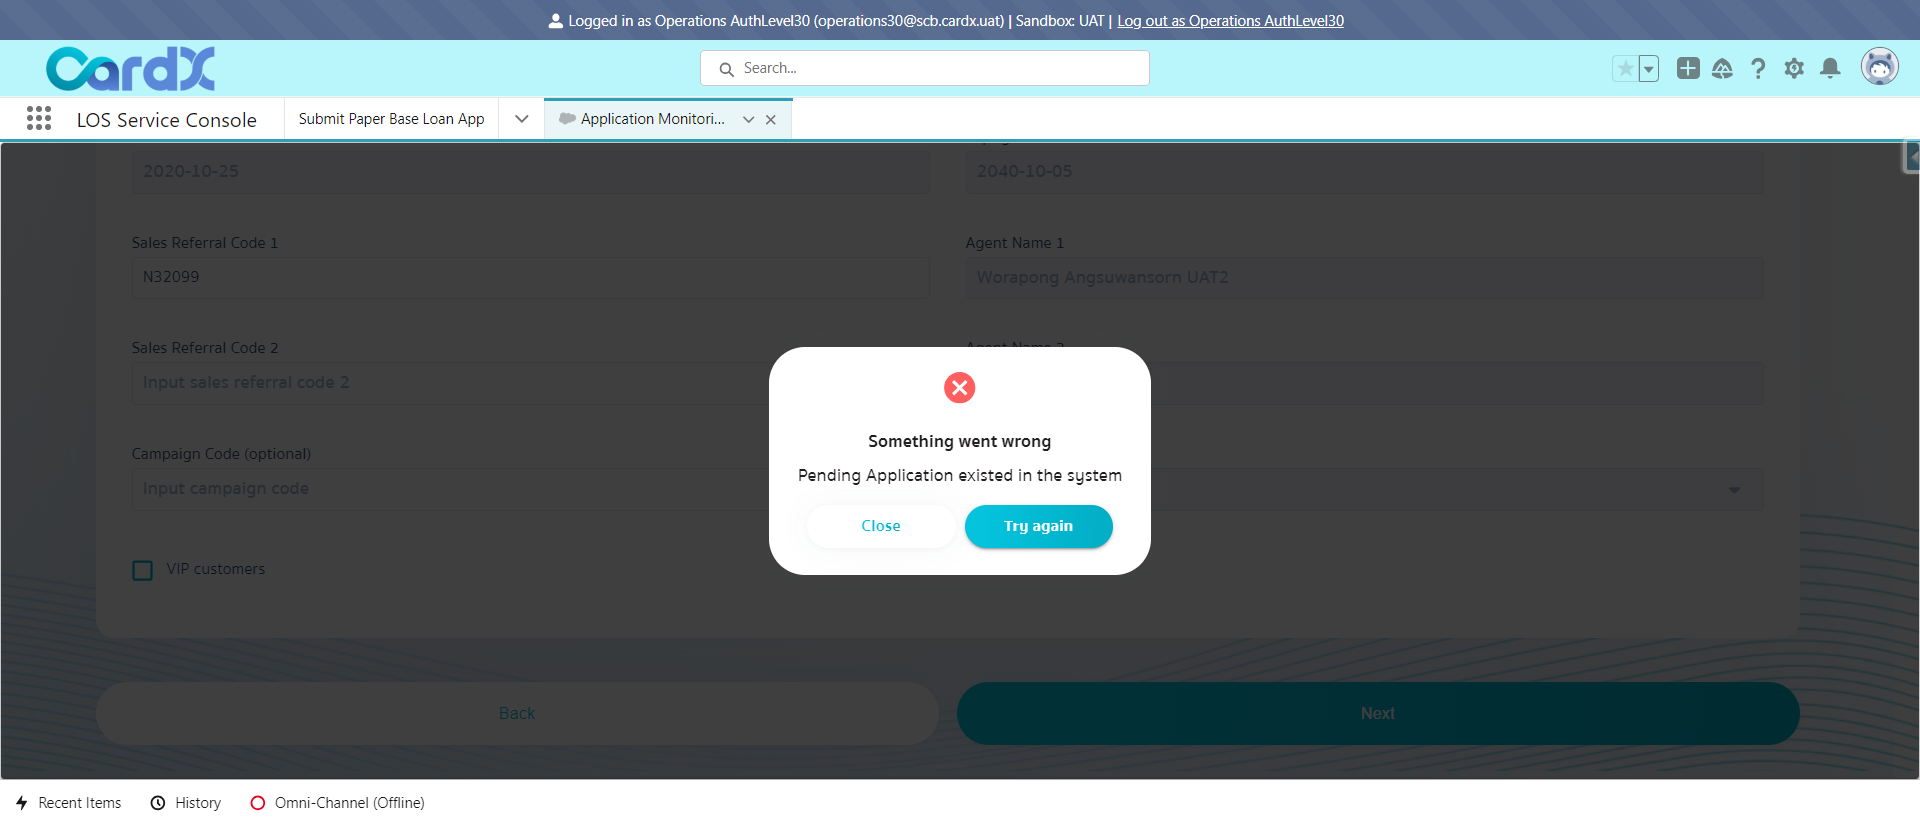 Logged in as Operations AuthLevel30 (operations30@scb.cardx.uat) | Sandbox: UAT | Log out as Operations AuthLevel30
CardX
Search...
LOS Service Console
Submit Paper Base Loan App
Application Monitori...
2020-10-25
2040-10-05
Sales Referral Code 1
Agent Name 1
N32099
Worapong Angsuwansorn UAT2
Sales Referral Code 2
Agent Name 2
Input sales referral code 2
Campaign Code (optional)
Input campaign code
Something went wrong
Pending Application existed in the system
Close
Try again
VIP customers
Back
Next
Recent Items
History
Omni-Channel (Offline)